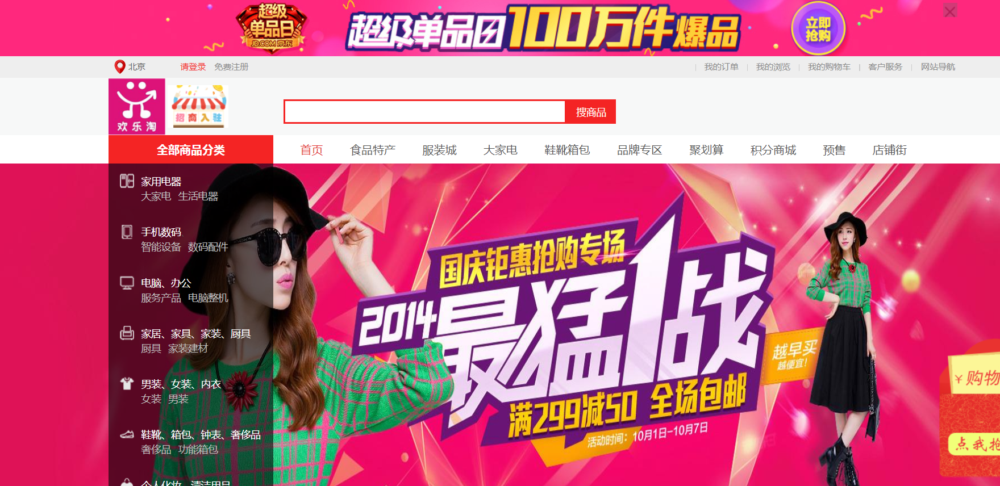 超级
单品日
JD.COM 京东
超级单品日100万件爆品
立即
抢购
北京
请登录 免费注册
我的订单 | 我的浏览 | 我的购物车 | 客户服务 | 网站导航
欢乐淘
招商入驻
搜商品
全部商品分类
首页 食品特产 服装城 大家电 鞋靴箱包 品牌专区 聚划算 积分商城 预售 店铺街
家用电器
大家电 生活电器
手机数码
智能设备 数码配件
电脑、办公
服务产品 电脑整机
家居、家具、家装、厨具
厨具 家装建材
男装、女装、内衣
女装 男装
鞋靴、箱包、钟表、奢侈品
奢侈品 功能箱包
个人化妆、清洁用品
国庆钜惠抢购专场
2014最猛1战
满299减50 全场包邮
活动时间：10月1日-10月7日
越早买
越便宜！
¥购物
点我抢